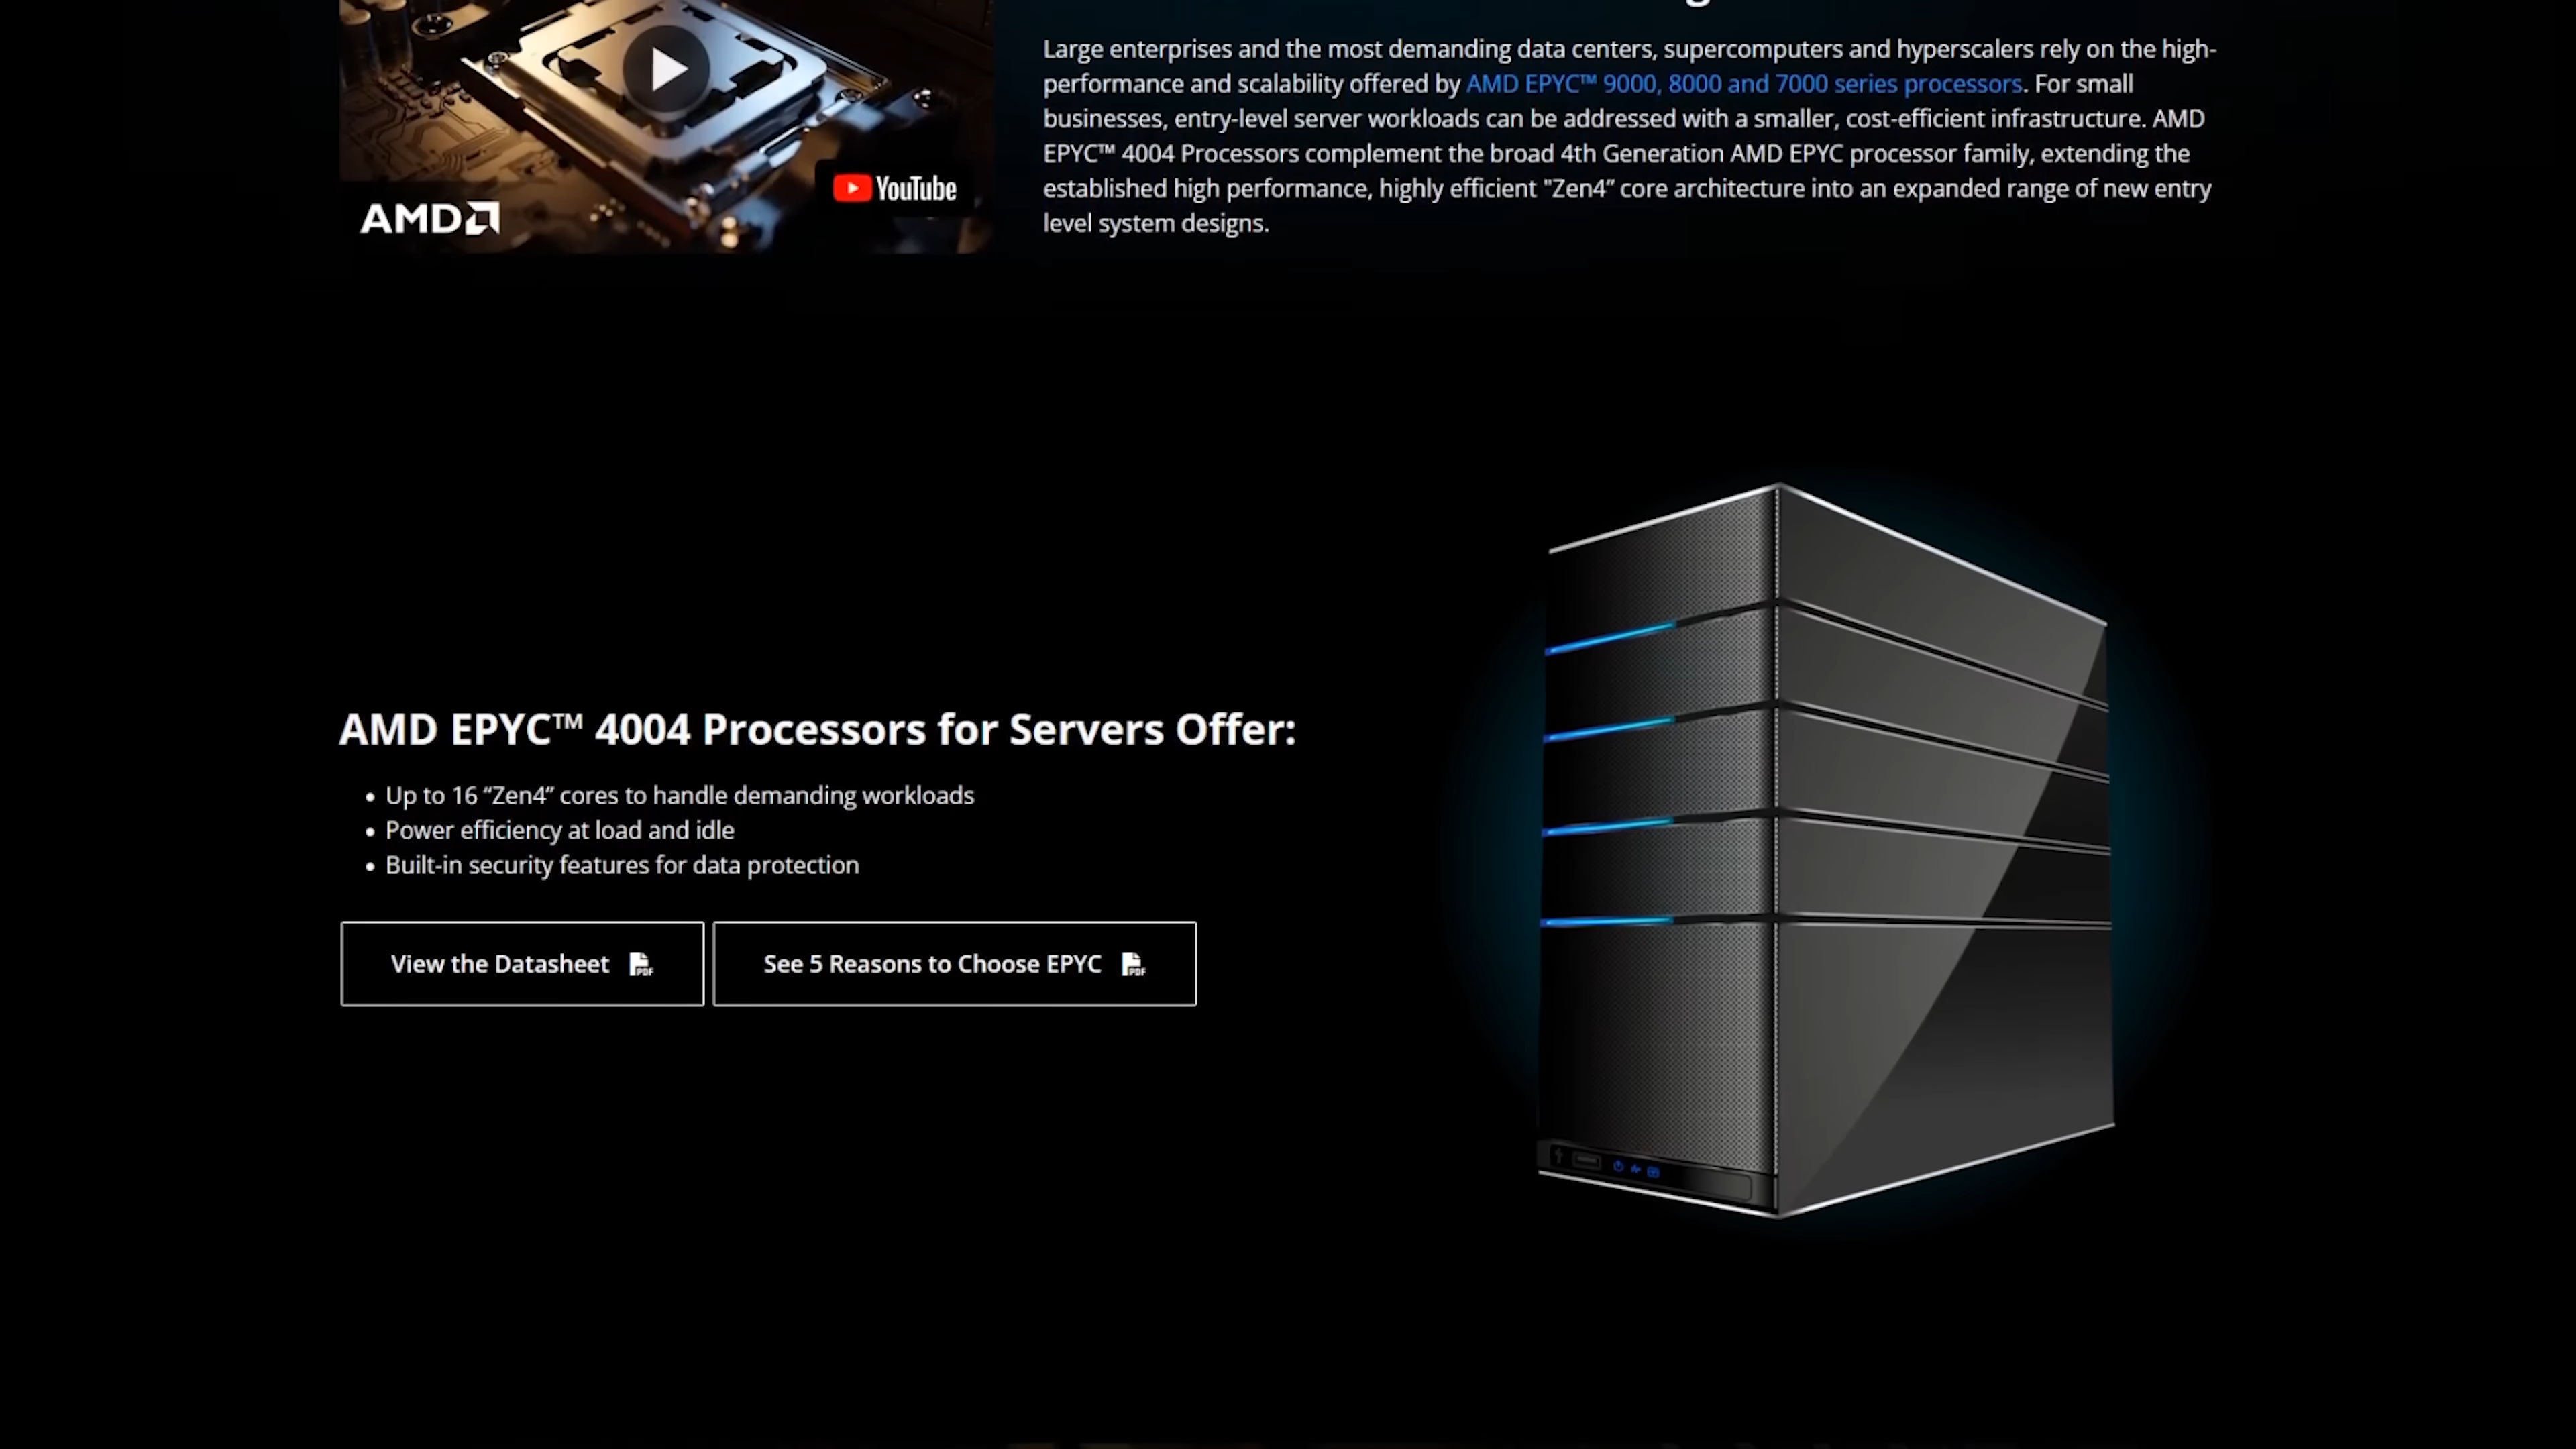 Large enterprises and the most demanding data centers, supercomputers and hyperscalers rely on the high-
performance and scalability offered by AMD EPYC™ 9000, 8000 and 7000 series processors. For small
businesses, entry-level server workloads can be addressed with a smaller, cost-efficient infrastructure. AMD
EPYC™ 4004 Processors complement the broad 4th Generation AMD EPYC processor family, extending the
established high performance, highly efficient "Zen4” core architecture into an expanded range of new entry
level system designs.
YouTube
AMD
AMD EPYC™ 4004 Processors for Servers Offer:
• Up to 16 “Zen4” cores to handle demanding workloads
• Power efficiency at load and idle
• Built-in security features for data protection
View the Datasheet PDF
See 5 Reasons to Choose EPYC PDF